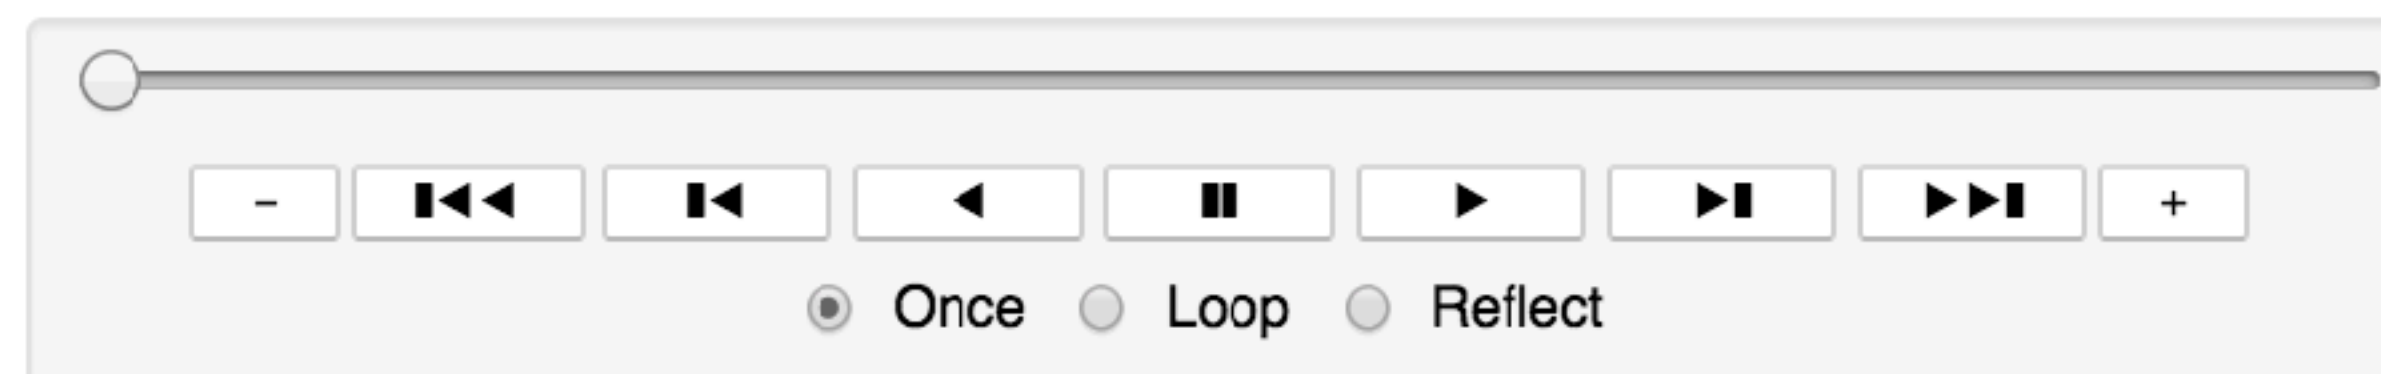 – +
Once Loop Reflect